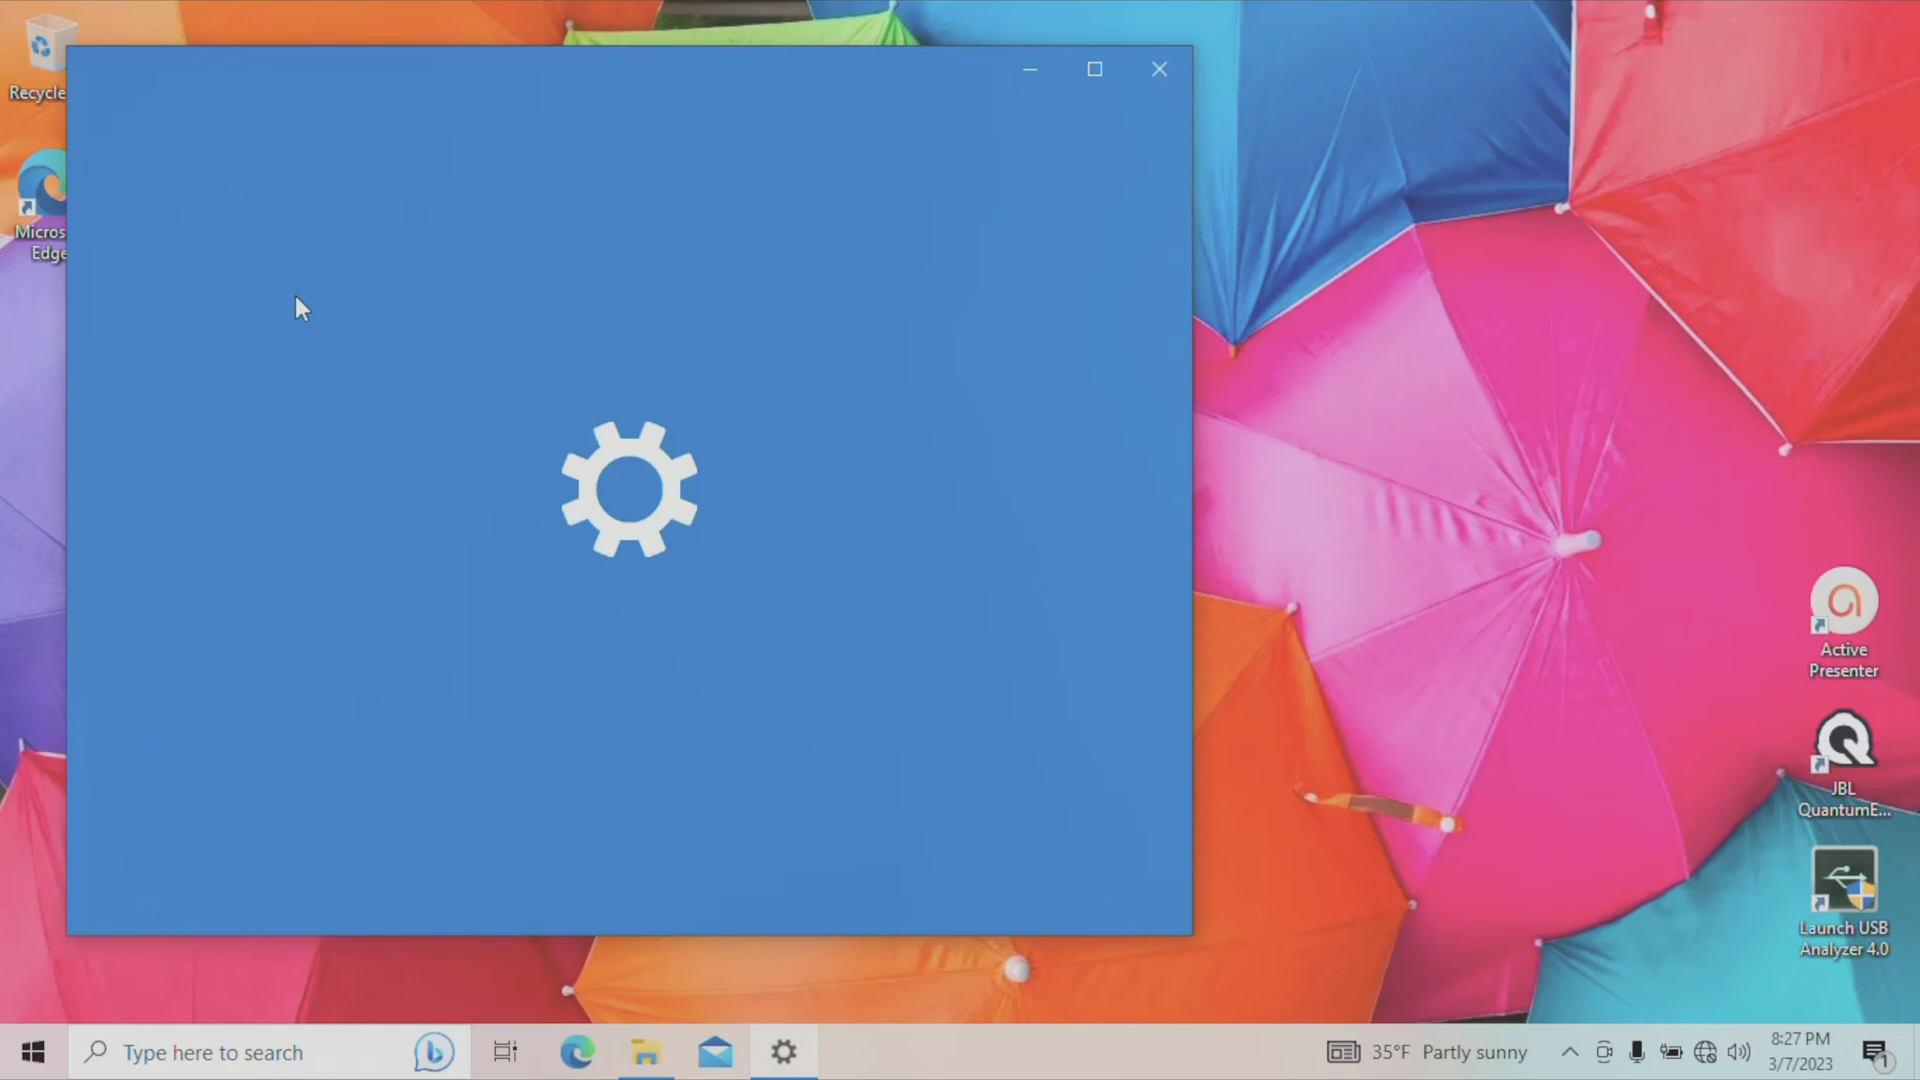 Recycle
Micros
Edge
Active
Presenter
JBL
QuantumE...
Launch USB
Analyzer 4.0
Type here to search
35°F Partly sunny
8:27 PM
3/7/2023
1